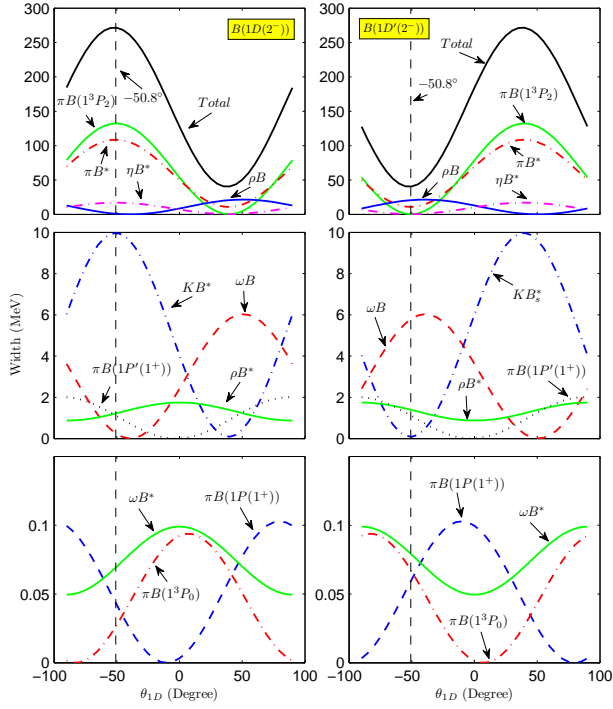 300
250
200
150
100
50
0
B(1D(2⁻))
−50.8°
πB(1³P₂)
Total
πB*
ηB*
ρB
B(1D′(2⁻))
Total
−50.8°
πB(1³P₂)
πB*
ηB*
ρB
Width (MeV)
10
8
6
4
2
0
KB*
ωB
πB(1P′(1⁺))
ρB*
ωB
KB*ₛ
πB(1P′(1⁺))
ρB*
0.1
0.05
0
ωB*
πB(1P(1⁺))
πB(1³P₀)
−100 −50 0 50 100
θ₁D (Degree)
πB(1P(1⁺))
ωB*
πB(1³P₀)
−50 0 50 100
θ₁D (Degree)